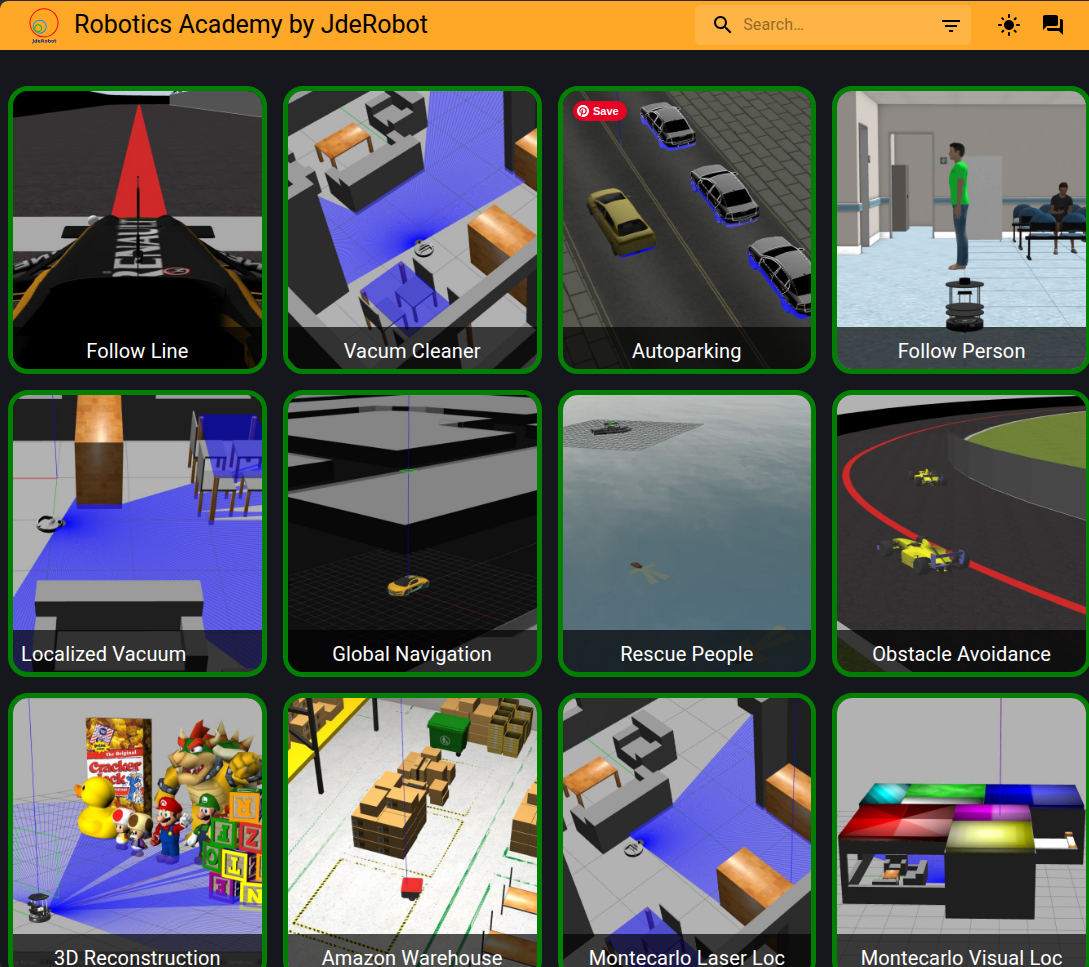 JdeRobot
Robotics Academy by JdeRobot
Search...
Save
RENAULT
Follow Line
Vacum Cleaner
Autoparking
Follow Person
Localized Vacuum
Global Navigation
Rescue People
Obstacle Avoidance
The Original
Cracker
Jack
3D Reconstruction
Amazon Warehouse
Montecarlo Laser Loc
Montecarlo Visual Loc